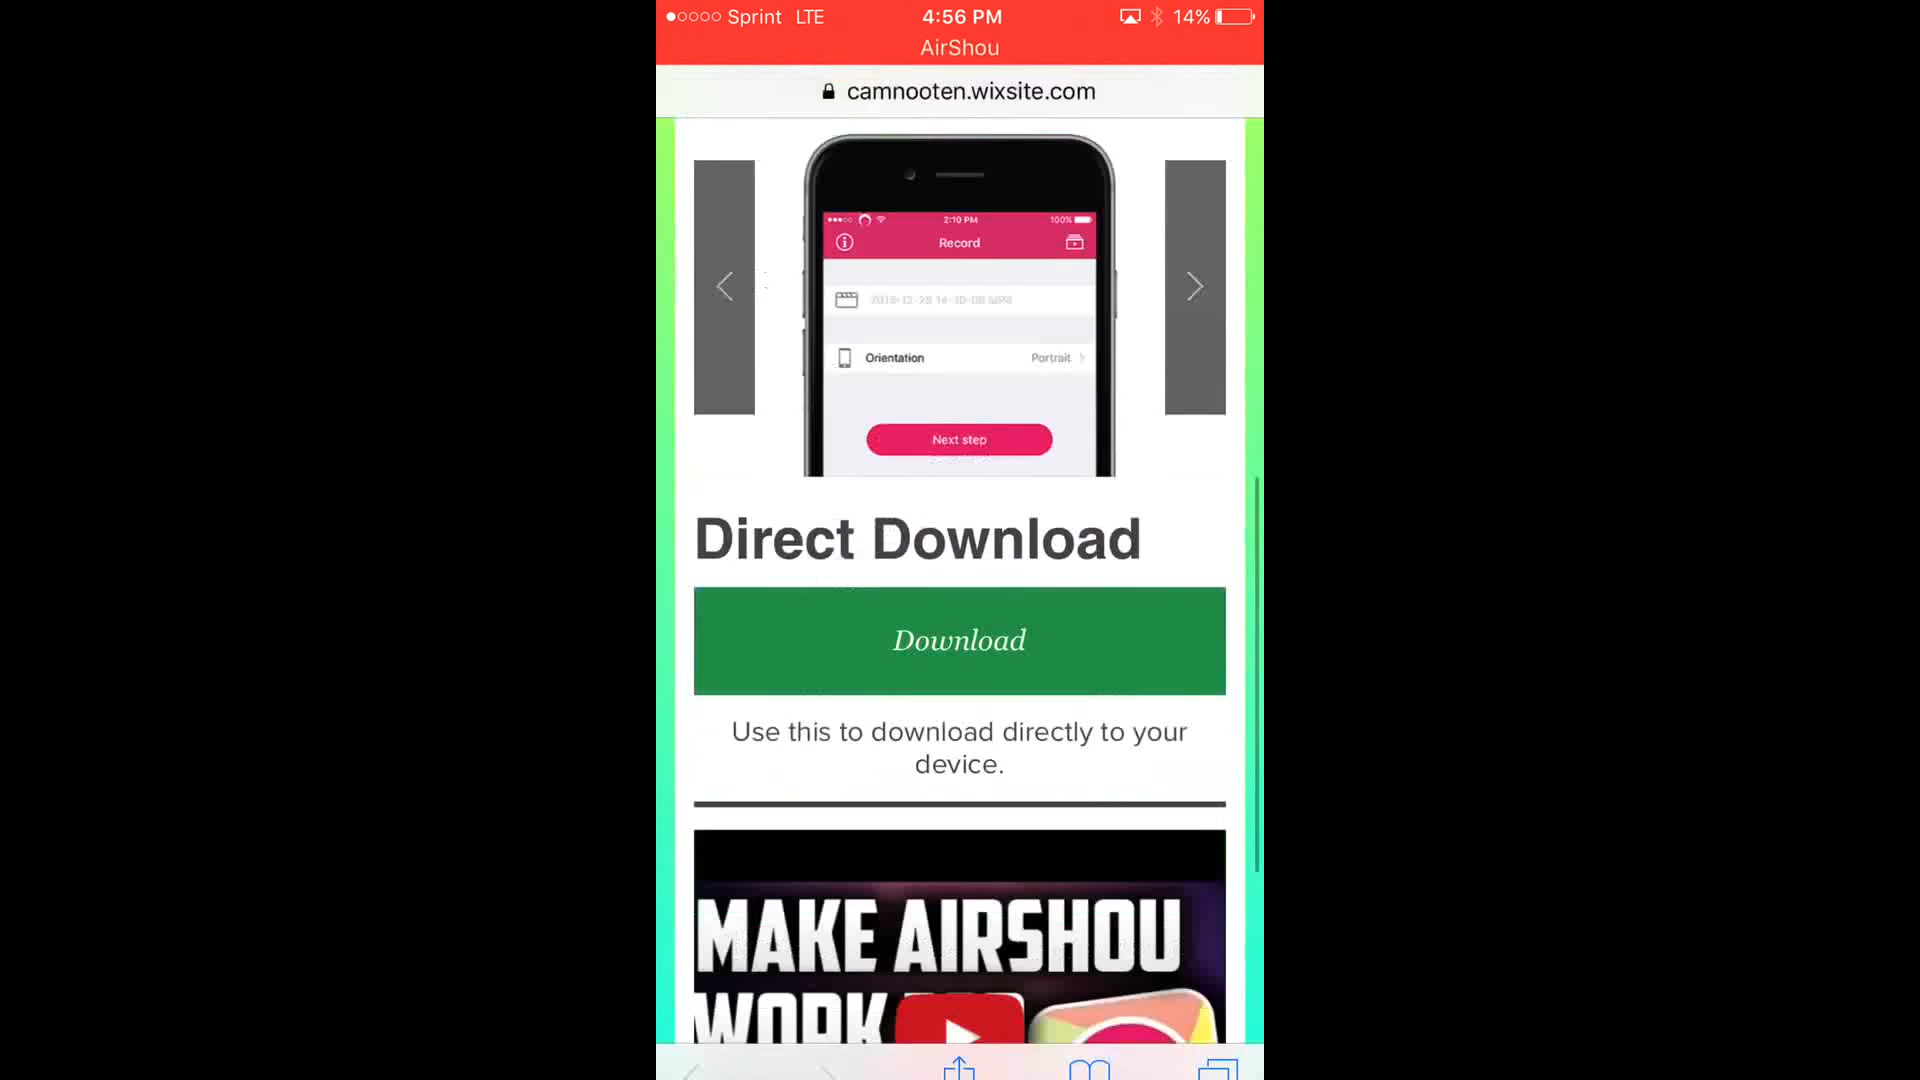 Sprint LTE 4:56 PM 14%
AirShou
camnooten.wixsite.com
2:10 PM 100%
Record
Orientation Portrait
Next step
Direct Download
Download
Use this to download directly to your
device.
MAKE AIRSHOU
WORK